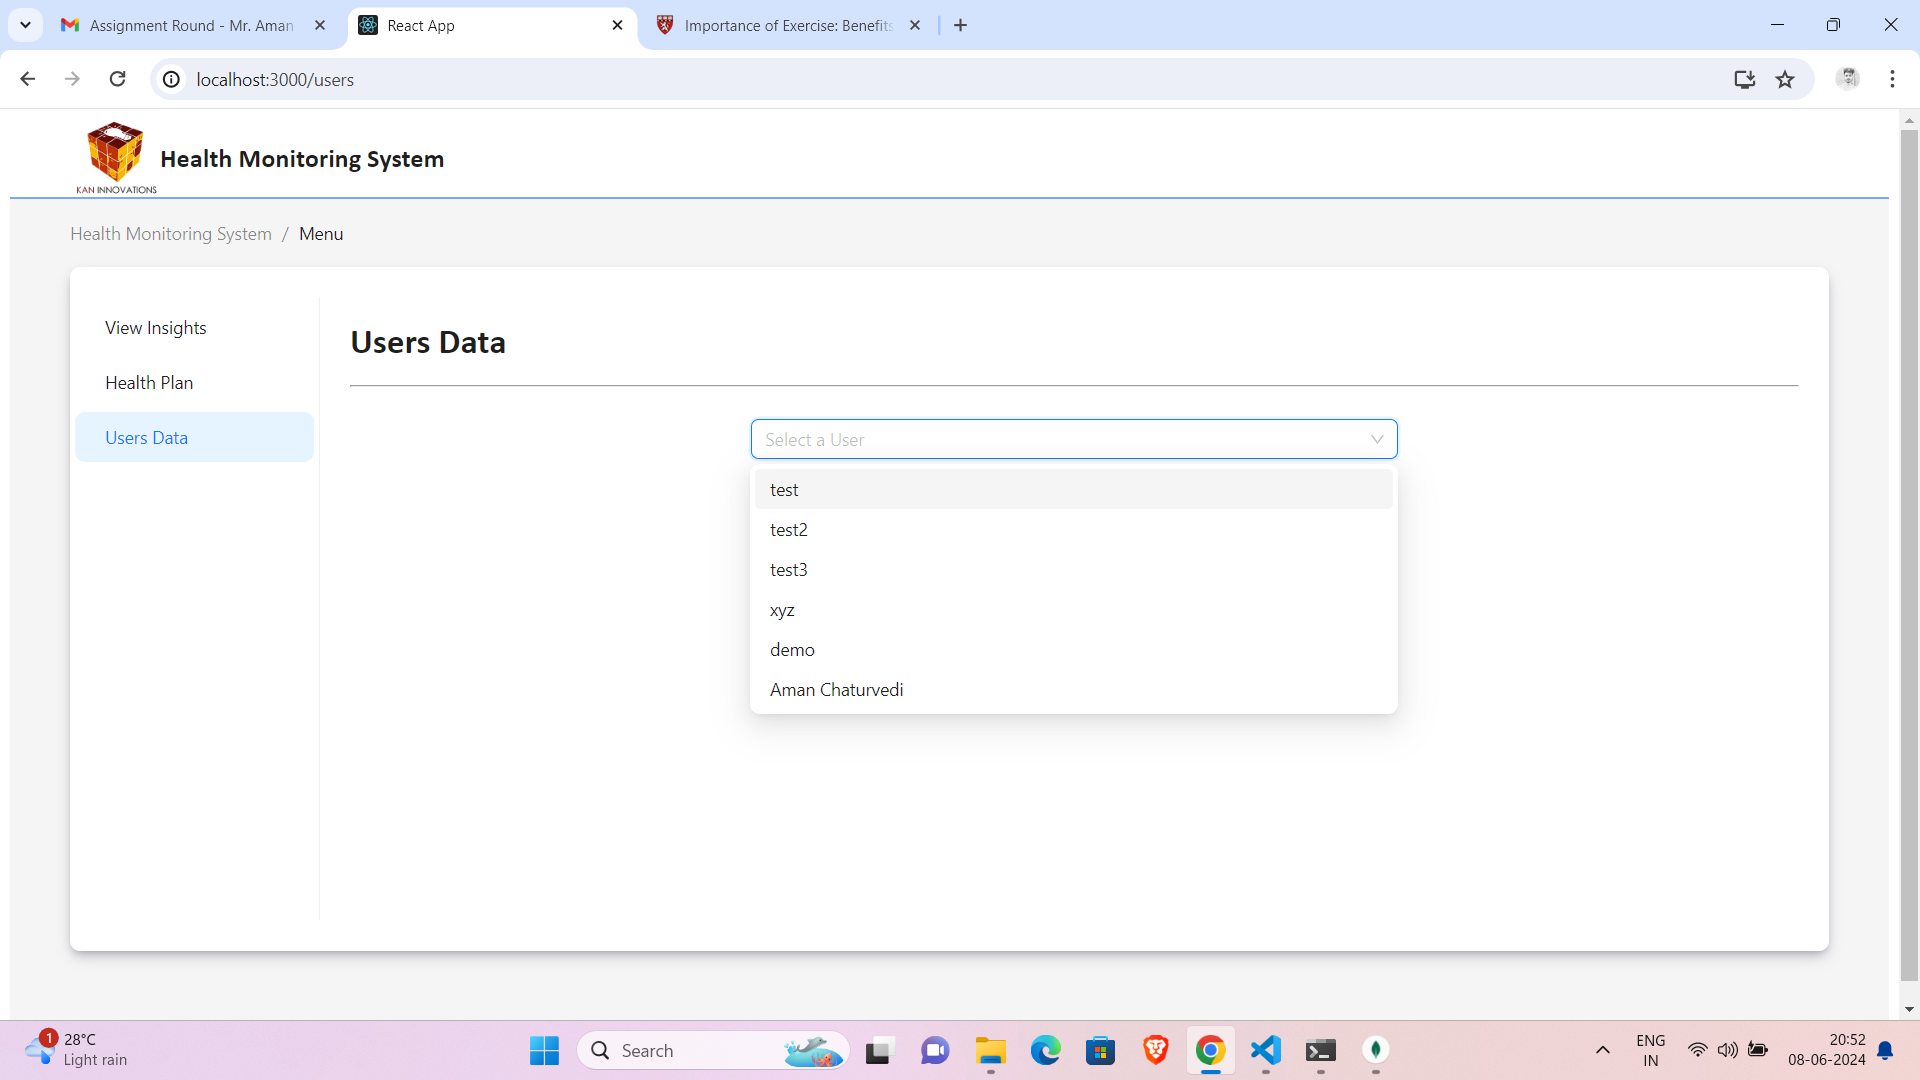 Assignment Round - Mr. Aman
React App
Importance of Exercise: Benefits
localhost:3000/users
KAN INNOVATIONS
Health Monitoring System
Health Monitoring System / Menu
View Insights
Health Plan
Users Data
Users Data
Select a User
test
test2
test3
xyz
demo
Aman Chaturvedi
1
28°C
Light rain
Search
ENG
IN
20:52
08-06-2024